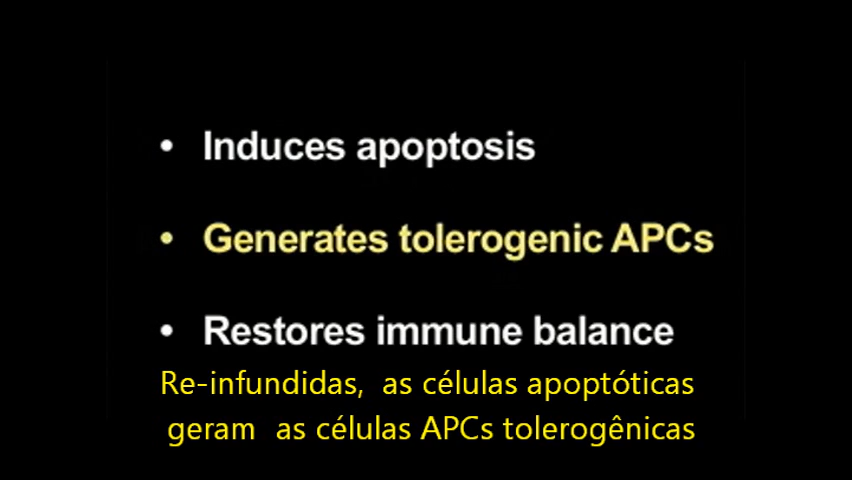 • Induces apoptosis
• Generates tolerogenic APCs
• Restores immune balance
Re-infundidas, as células apoptóticas
geram as células APCs tolerogênicas